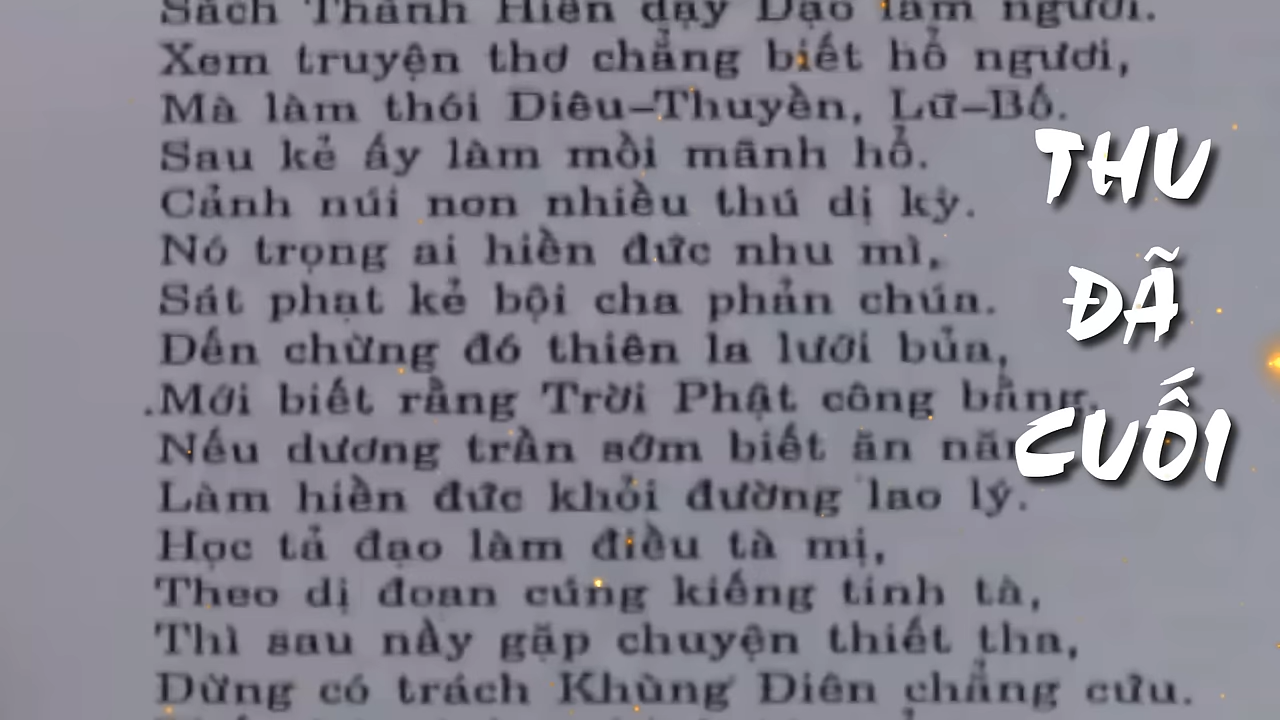 Sách Thánh Hiền dạy Đạo làm người.
Xem truyện thơ chẳng biết hổ ngươi,
Mà làm thói Điêu–Thuyền, Lữ–Bố.
Sau kẻ ấy làm mồi mãnh hổ.
Cảnh núi non nhiều thú dị kỳ.
Nó trọng ai hiền đức nhu mì,
Sát phạt kẻ bội cha phản chúa.
Đến chừng đó thiên la lưới bủa,
.Mới biết rằng Trời Phật công bằng.
Nếu dương trần sớm biết ăn
Làm hiền đức khỏi đường lao lý.
Học tả đạo làm điều tà mị,
Theo dị đoan cúng kiếng tinh tà,
Thì sau nầy gặp chuyện thiết tha,
Đừng có trách Khùng Điên chẳng cứu.
THU
ĐÃ
CUỐI